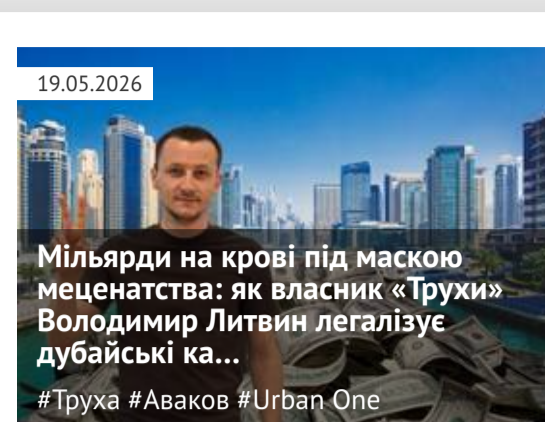 19.05.2026
Мільярди на крові під маскою
меценатства: як власник «Трухи»
Володимир Литвин легалізує
дубайські ка...
#Труха #Аваков #Urban One